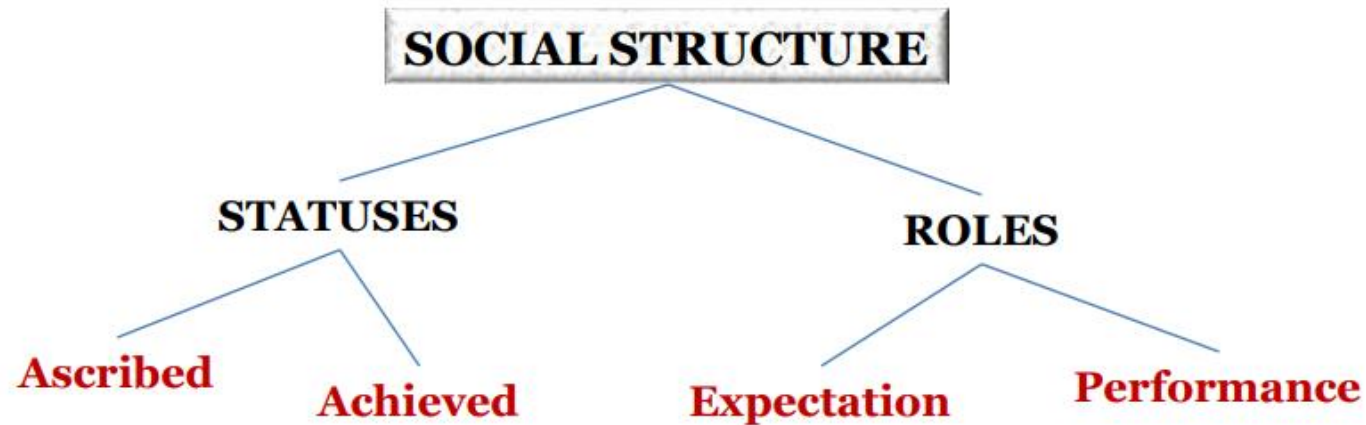 SOCIAL STRUCTURE
STATUSES
ROLES
Ascribed
Achieved
Expectation
Performance